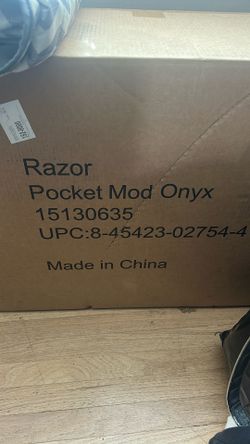 Razor
Pocket Mod Onyx
15130635
UPC:8-45423-02754-4
Made in China